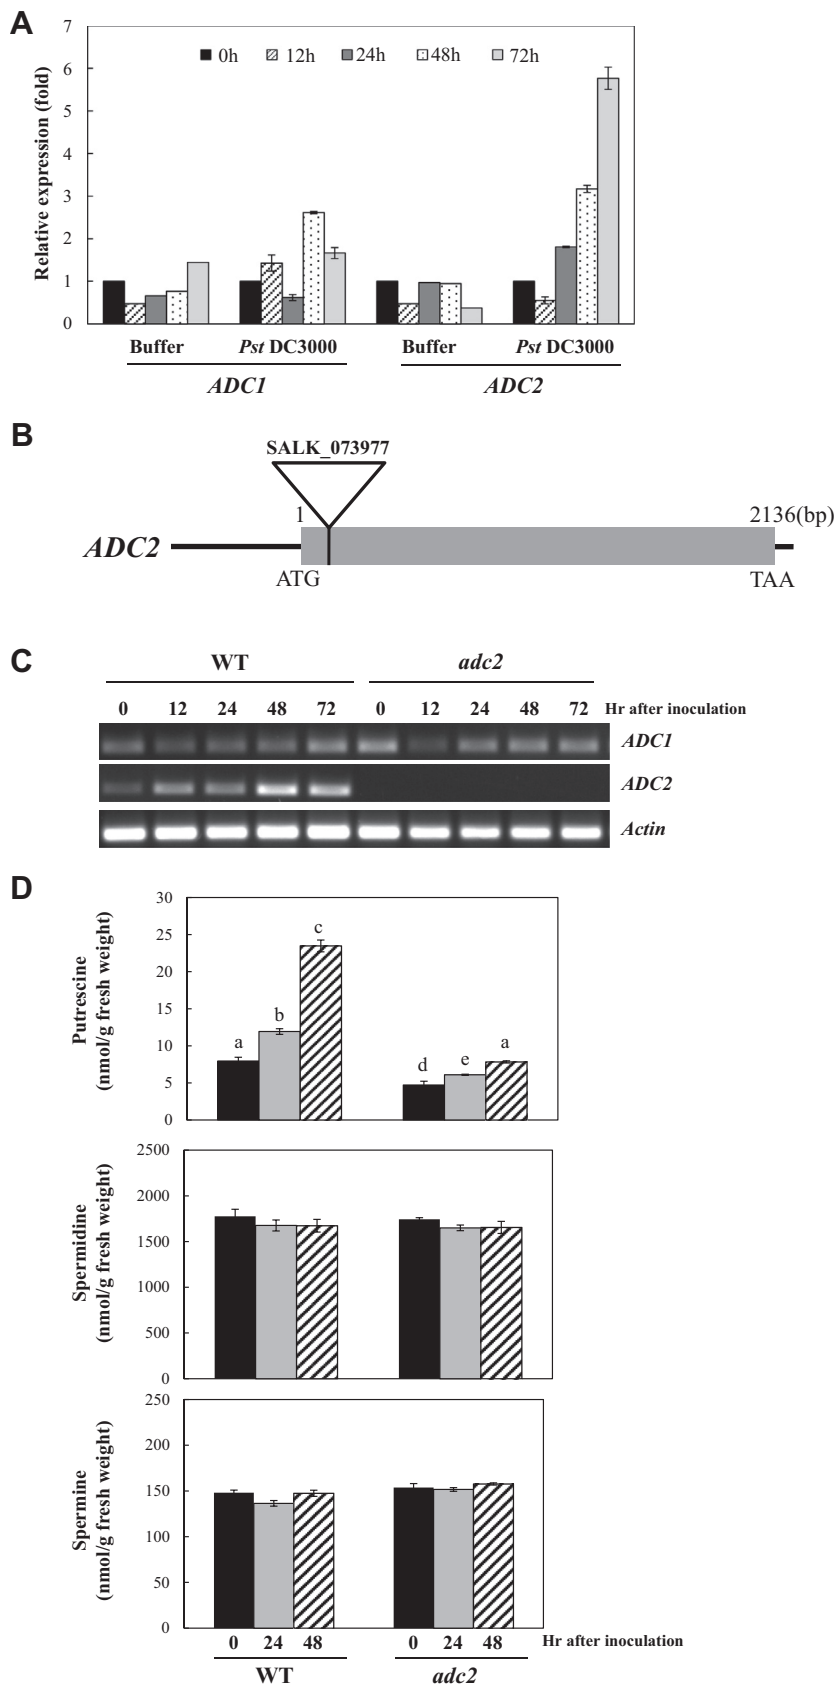 A
Relative expression (fold)
7
6
5
4
3
2
1
0
0h 12h 24h 48h 72h
Buffer Pst DC3000 Buffer Pst DC3000
ADC1 ADC2
B
SALK_073977
1 2136(bp)
ADC2
ATG TAA
C
WT adc2
0 12 24 48 72 0 12 24 48 72 Hr after inoculation
ADC1
ADC2
Actin
D
Putrescine
(nmol/g fresh weight)
30
25
20
15
10
5
0
a b c d e a
Spermidine
(nmol/g fresh weight)
2500
2000
1500
1000
500
0
Spermine
(nmol/g fresh weight)
250
200
150
100
50
0
0 24 48 0 24 48 Hr after inoculation
WT adc2